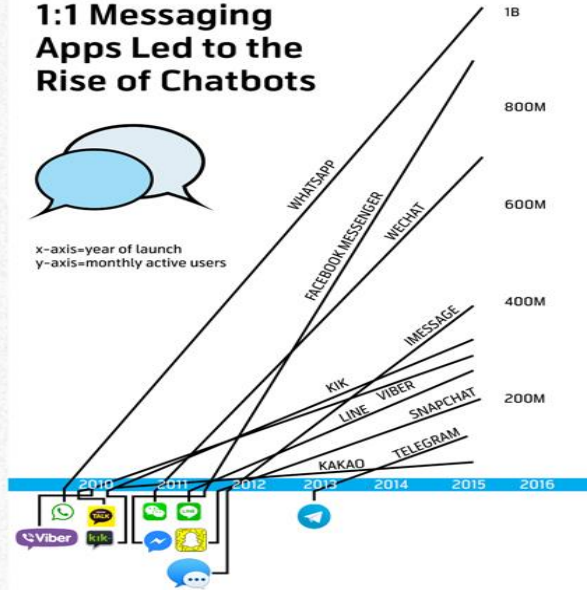 1:1 Messaging
Apps Led to the
Rise of Chatbots
x-axis=year of launch
y-axis=monthly active users
1B
800M
600M
400M
200M
WHATSAPP
FACEBOOK MESSENGER
WECHAT
IMESSAGE
KIK
VIBER
LINE
SNAPCHAT
TELEGRAM
KAKAO
2010 2011 2012 2013 2014 2015 2016
TALK
LINE
Viber
kik·